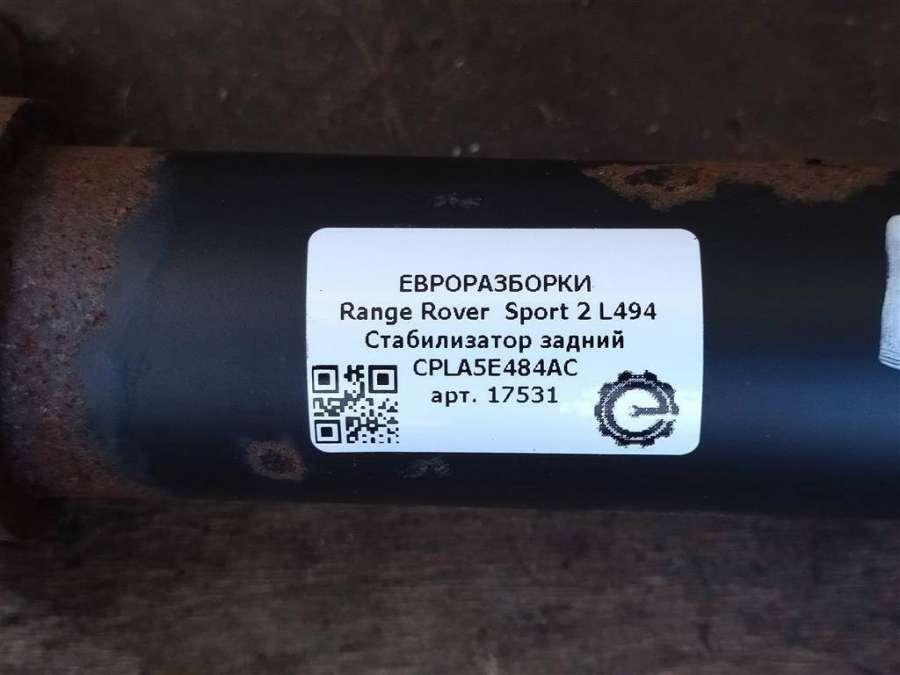 ЕВРОРАЗБОРКИ
Range Rover Sport 2 L494
Стабилизатор задний
CPLA5E484AC
арт. 17531